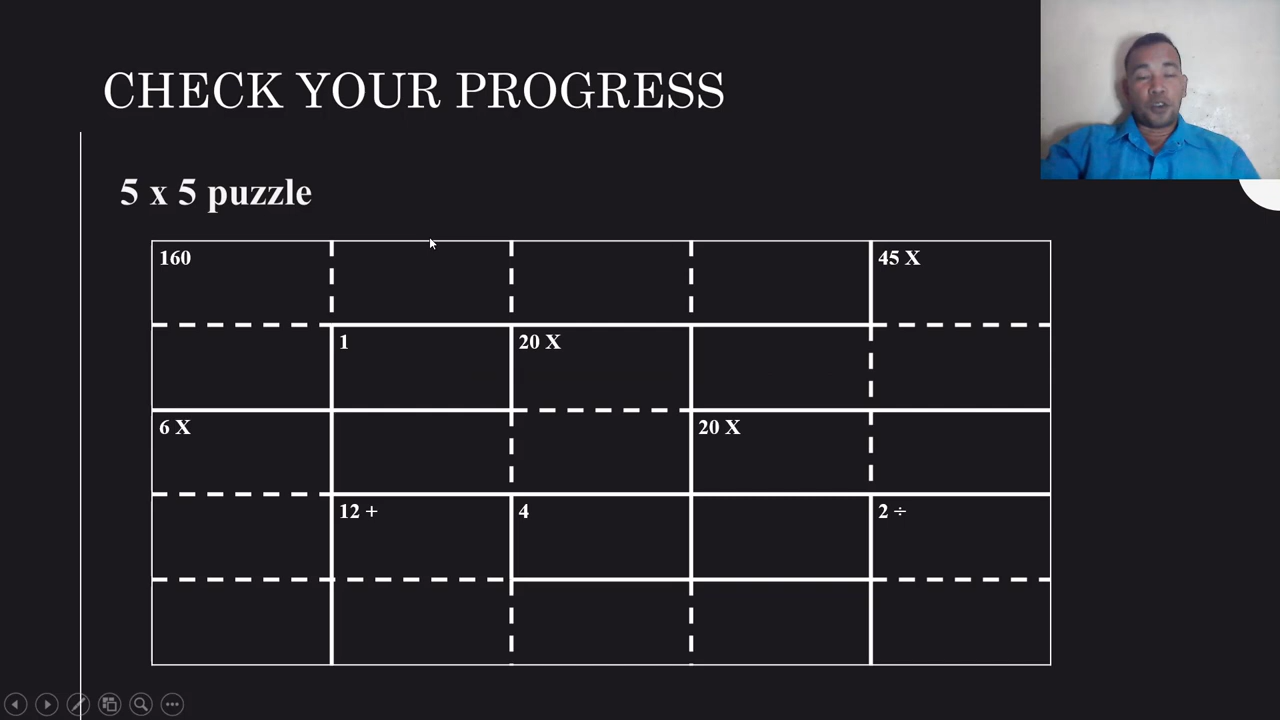 CHECK YOUR PROGRESS
5 x 5 puzzle
160 45 X
1 20 X
6 X 20 X
12 + 4 2 ÷